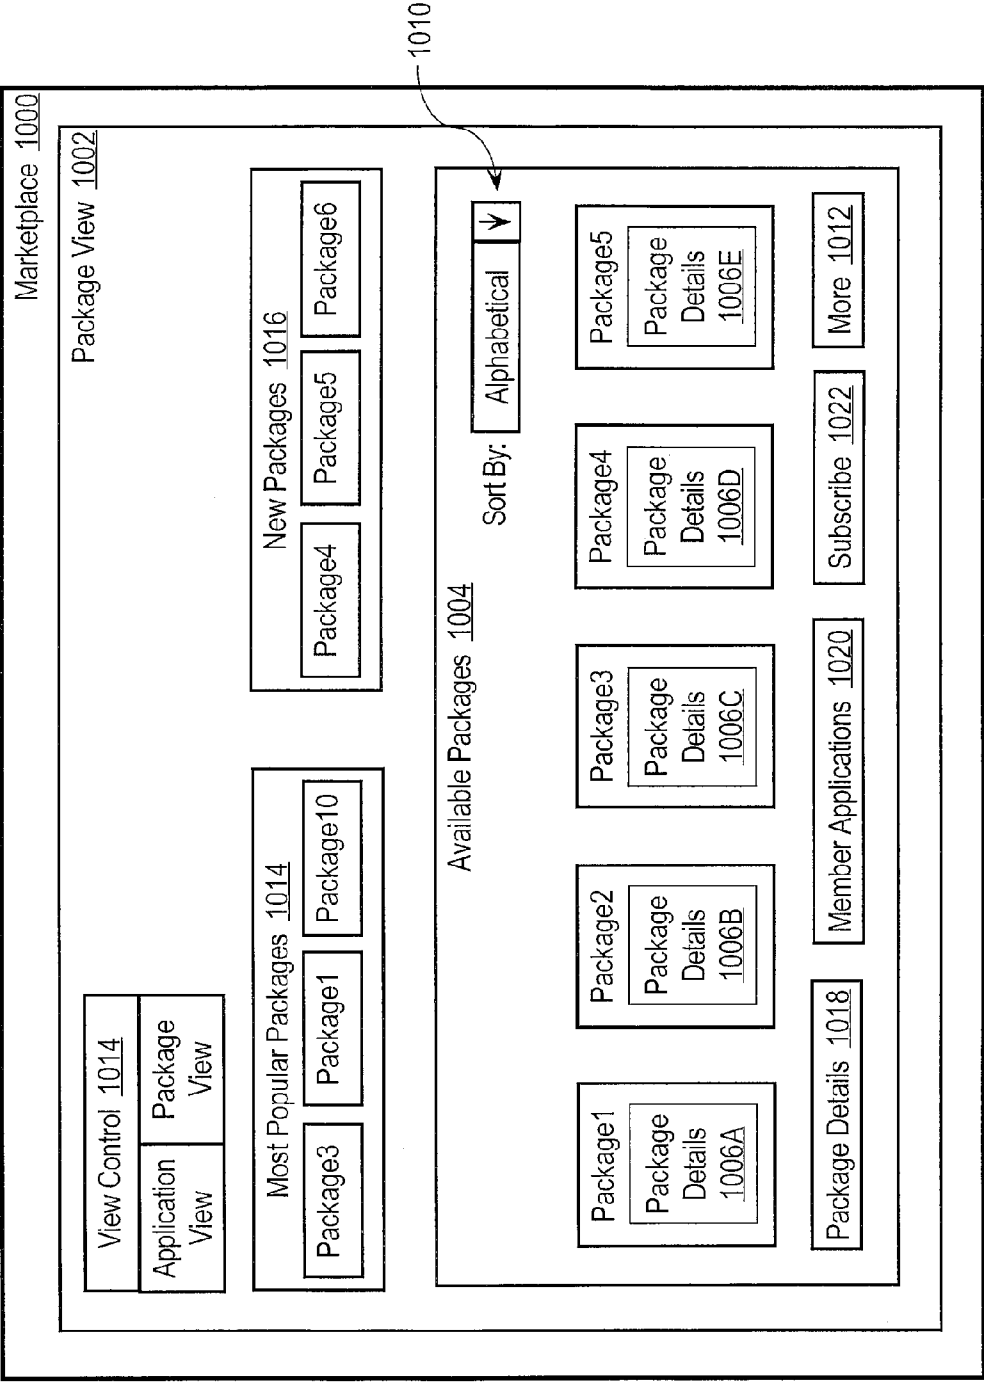 Marketplace 1000
Package View 1002
View Control 1014
Application View
Package View
Most Popular Packages 1014
Package3
Package1
Package10
New Packages 1016
Package4
Package5
Package6
Available Packages 1004
Sort By:
Alphabetical
1010
Package1
Package
Details
1006A
Package2
Package
Details
1006B
Package3
Package
Details
1006C
Package4
Package
Details
1006D
Package5
Package
Details
1006E
Package Details 1018
Member Applications 1020
Subscribe 1022
More 1012